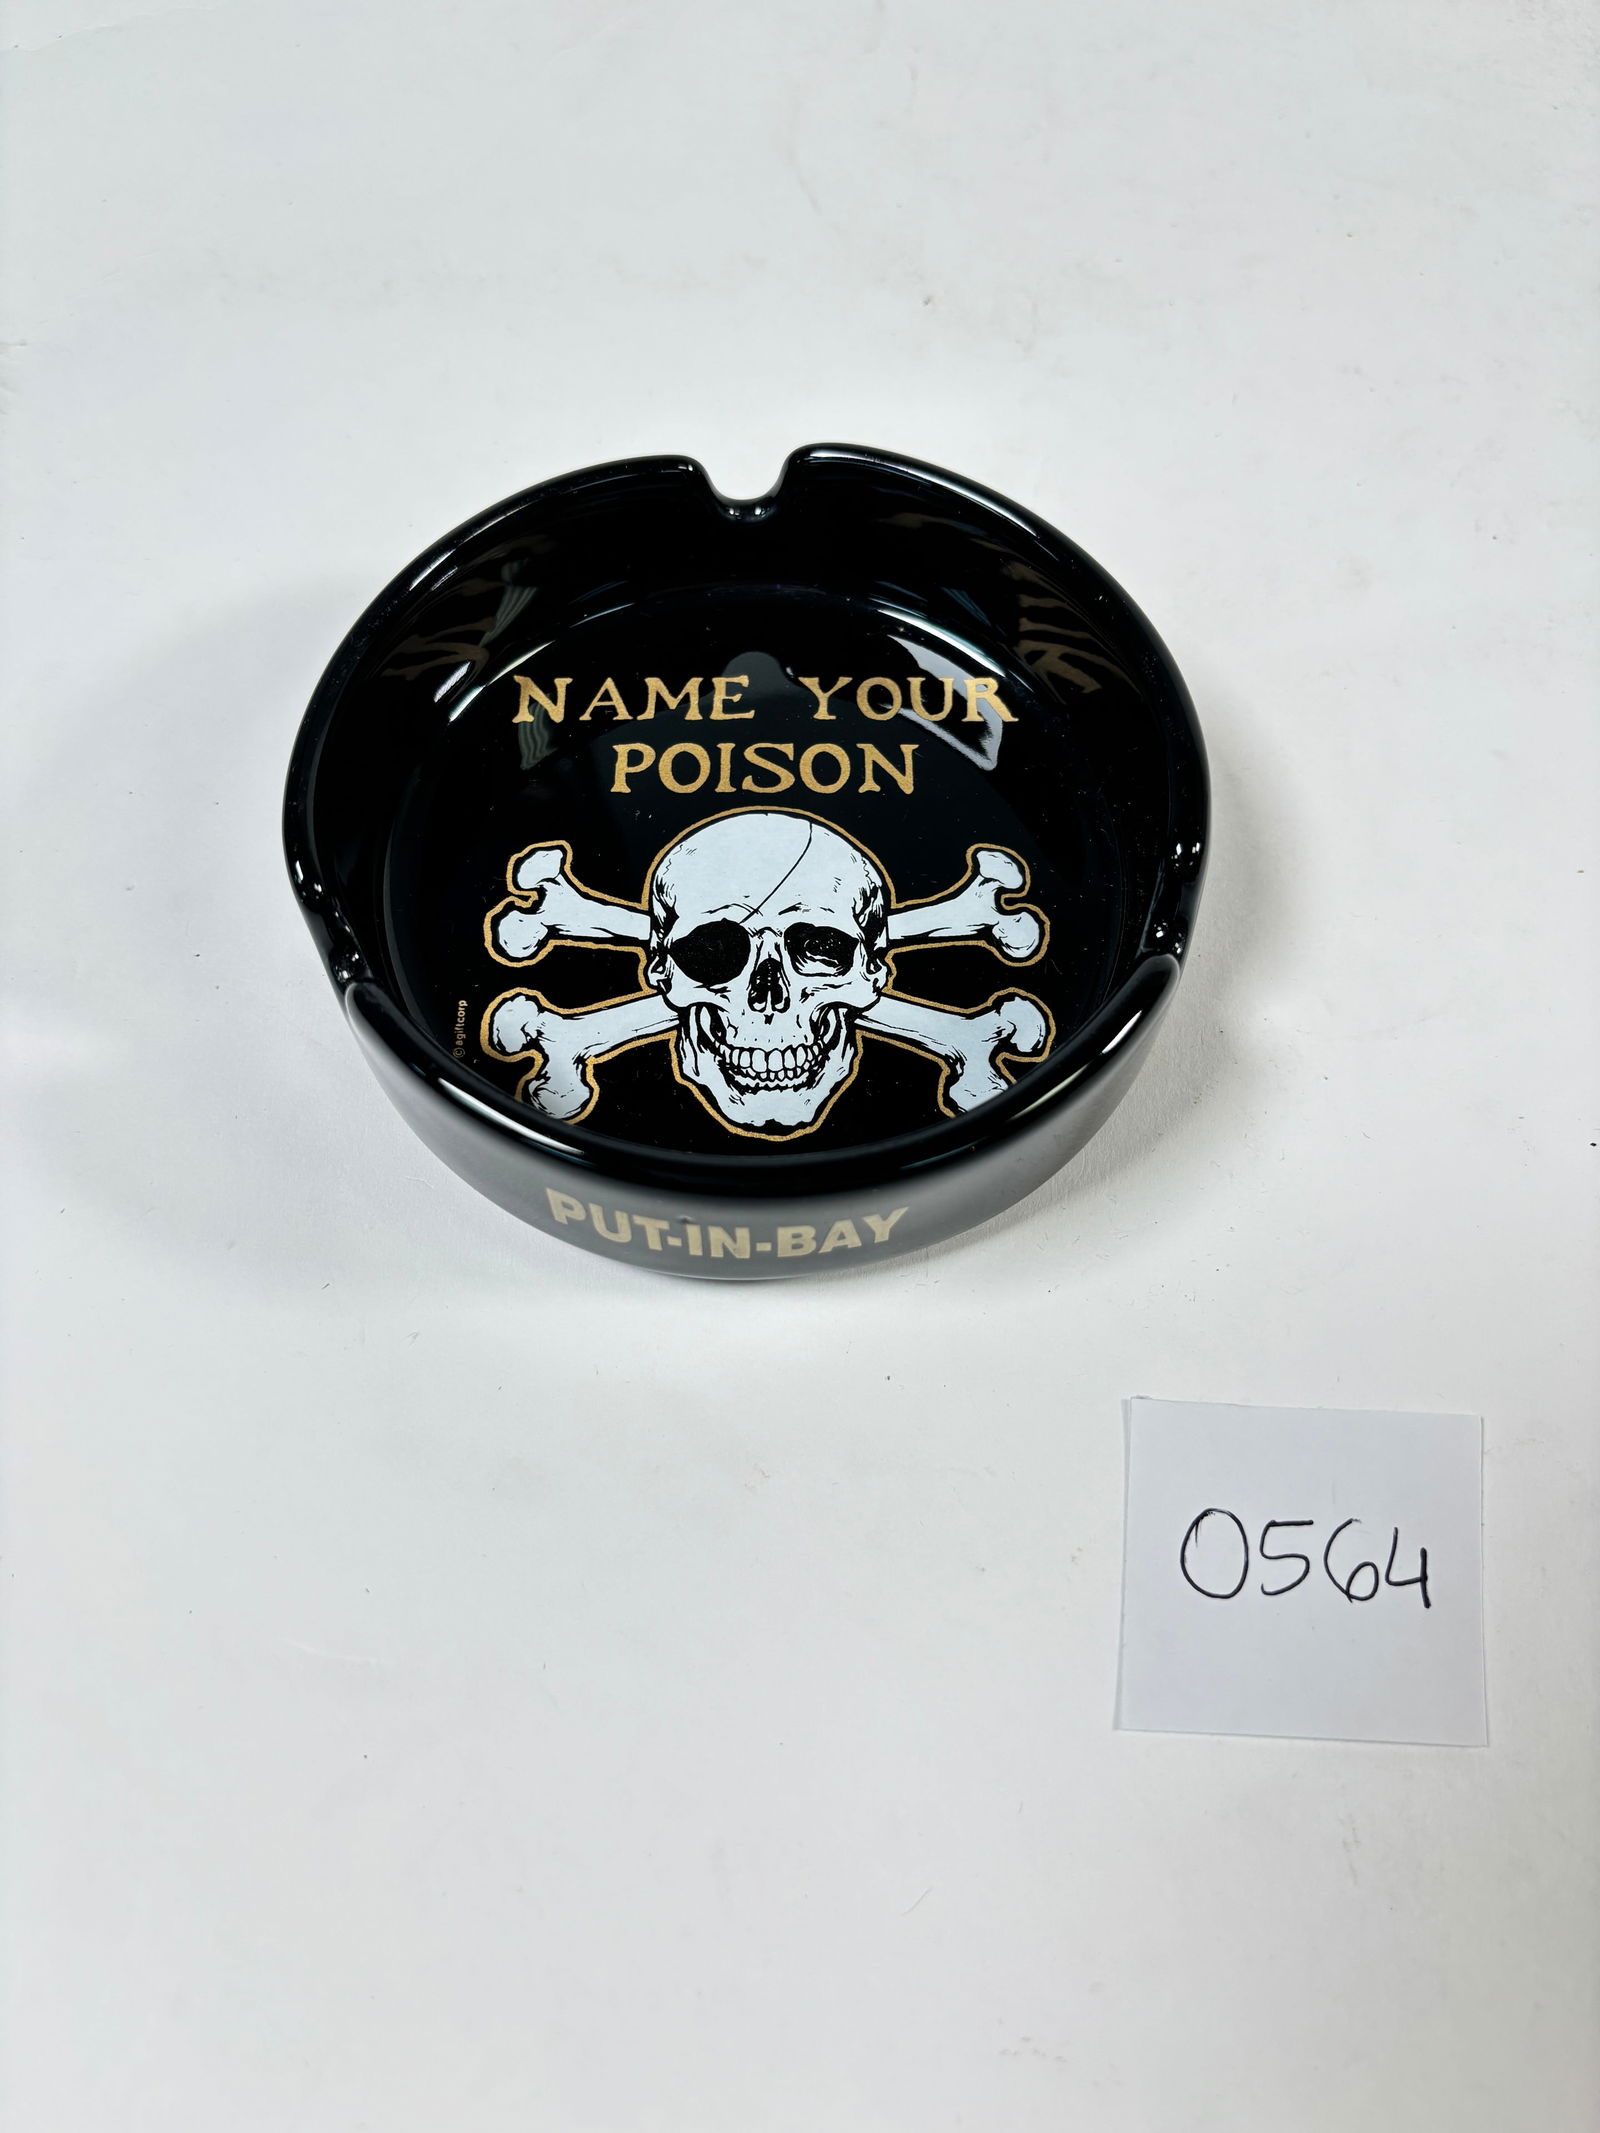 NAME YOUR
POISON
© agiftcorp
PUT-IN-BAY
0564